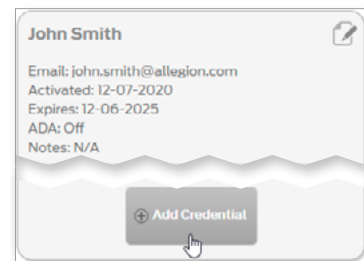 John Smith
Email: john.smith@allegion.com
Activated: 12-07-2020
Expires: 12-06-2025
ADA: Off
Notes: N/A
Add Credential